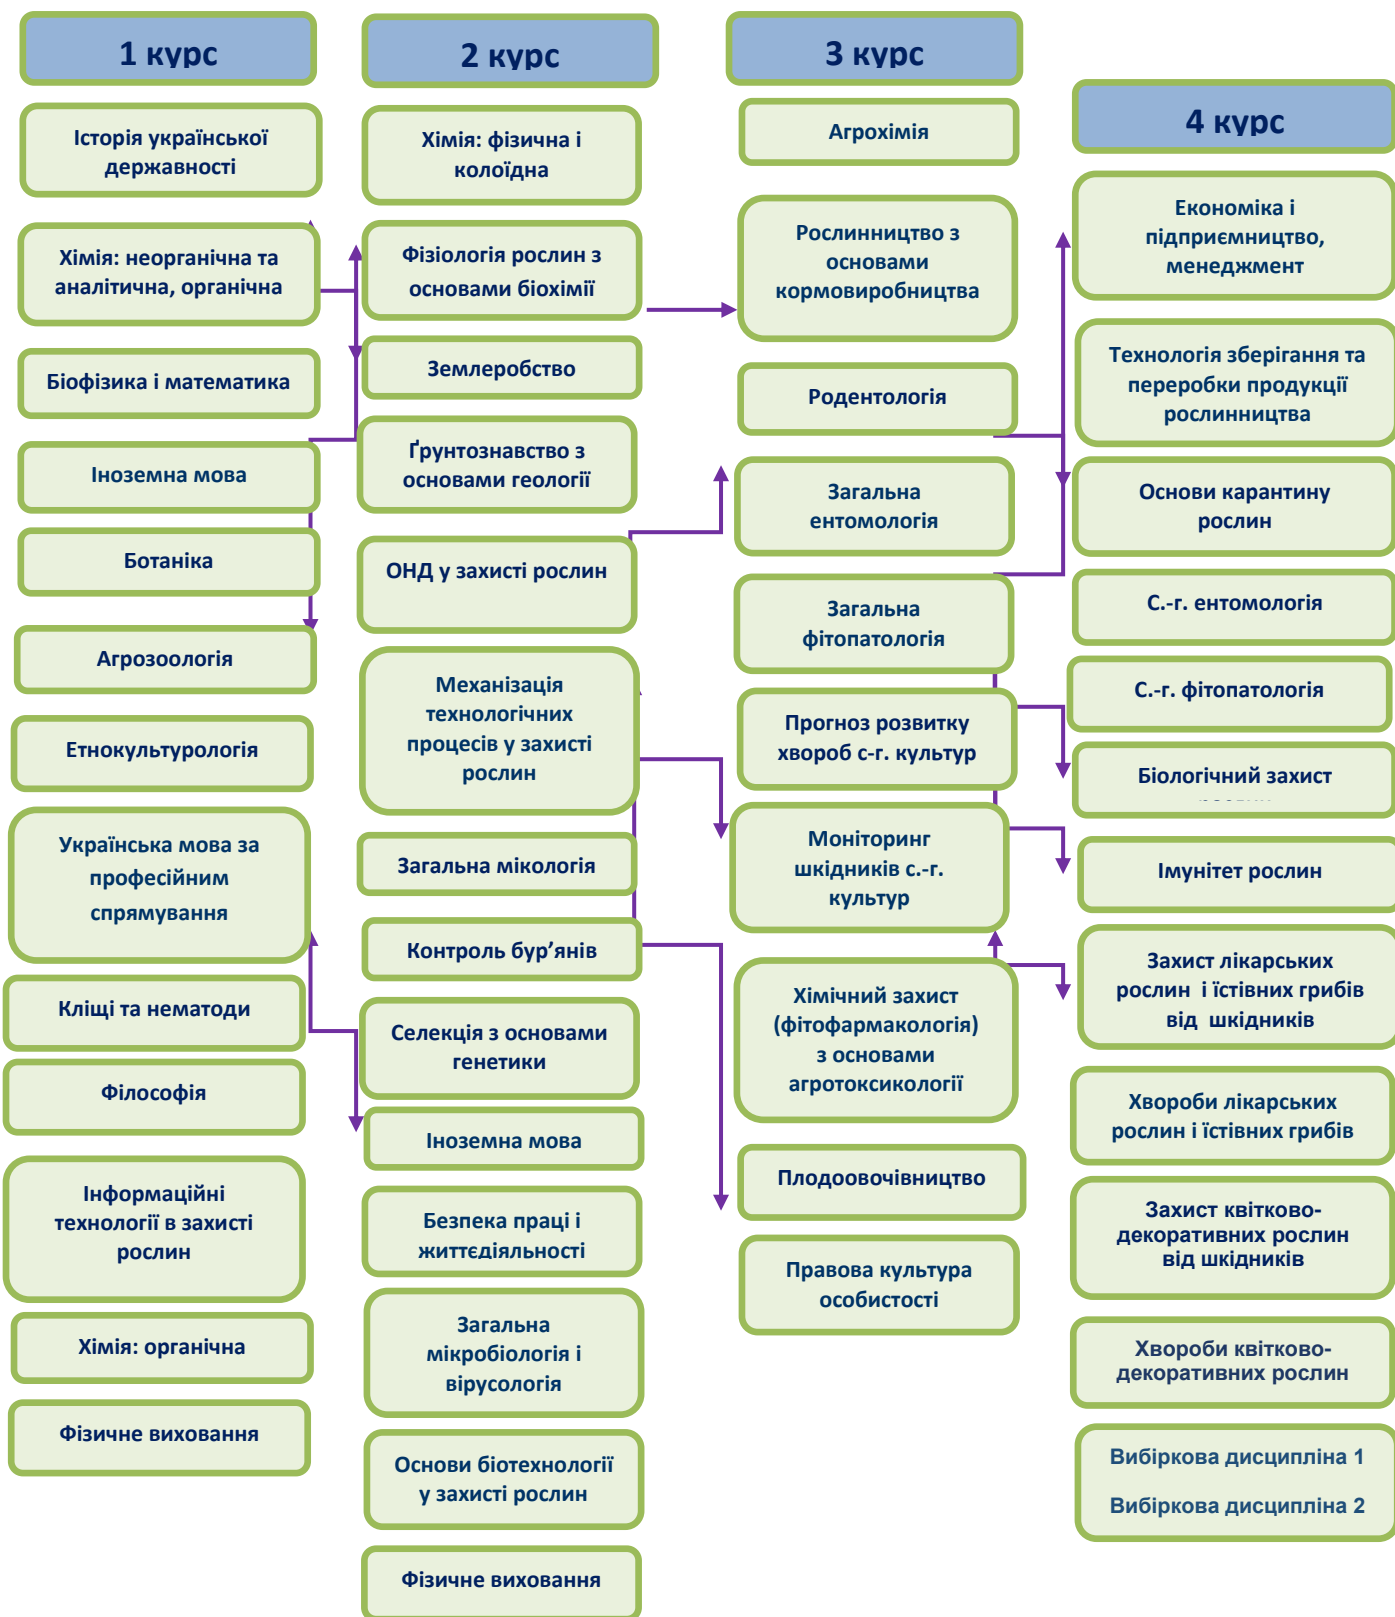 1 курс
Історія української
державності
Хімія: неорганічна та
аналітична, органічна
Біофізика і математика
Іноземна мова
Ботаніка
Агрозоологія
Етнокультурологія
Українська мова за
професійним
спрямування
Кліщі та нематоди
Філософія
Інформаційні
технології в захисті
рослин
Хімія: органічна
Фізичне виховання
2 курс
Хімія: фізична і
колоїдна
Фізіологія рослин з
основами біохімії
Землеробство
Ґрунтознавство з
основами геології
ОНД у захисті рослин
Механізація
технологічних
процесів у захисті
рослин
Загальна мікологія
Контроль бур’янів
Селекція з основами
генетики
Іноземна мова
Безпека праці і
життєдіяльності
Загальна
мікробіологія і
вірусологія
Основи біотехнології
у захисті рослин
Фізичне виховання
3 курс
Агрохімія
Рослинництво з
основами
кормовиробництва
Родентологія
Загальна
ентомологія
Загальна
фітопатологія
Прогноз розвитку
хвороб с-г. культур
Моніторинг
шкідників с.-г.
культур
Хімічний захист
(фітофармакологія)
з основами
агротоксикології
Плодоовочівництво
Правова культура
особистості
4 курс
Економіка і
підприємництво,
менеджмент
Технологія зберігання та
переробки продукції
рослинництва
Основи карантину
рослин
С.-г. ентомологія
С.-г. фітопатологія
Біологічний захист
Імунітет рослин
Захист лікарських
рослин і їстівних грибів
від шкідників
Хвороби лікарських
рослин і їстівних грибів
Захист квітково-
декоративних рослин
від шкідників
Хвороби квітково-
декоративних рослин
Вибіркова дисципліна 1
Вибіркова дисципліна 2